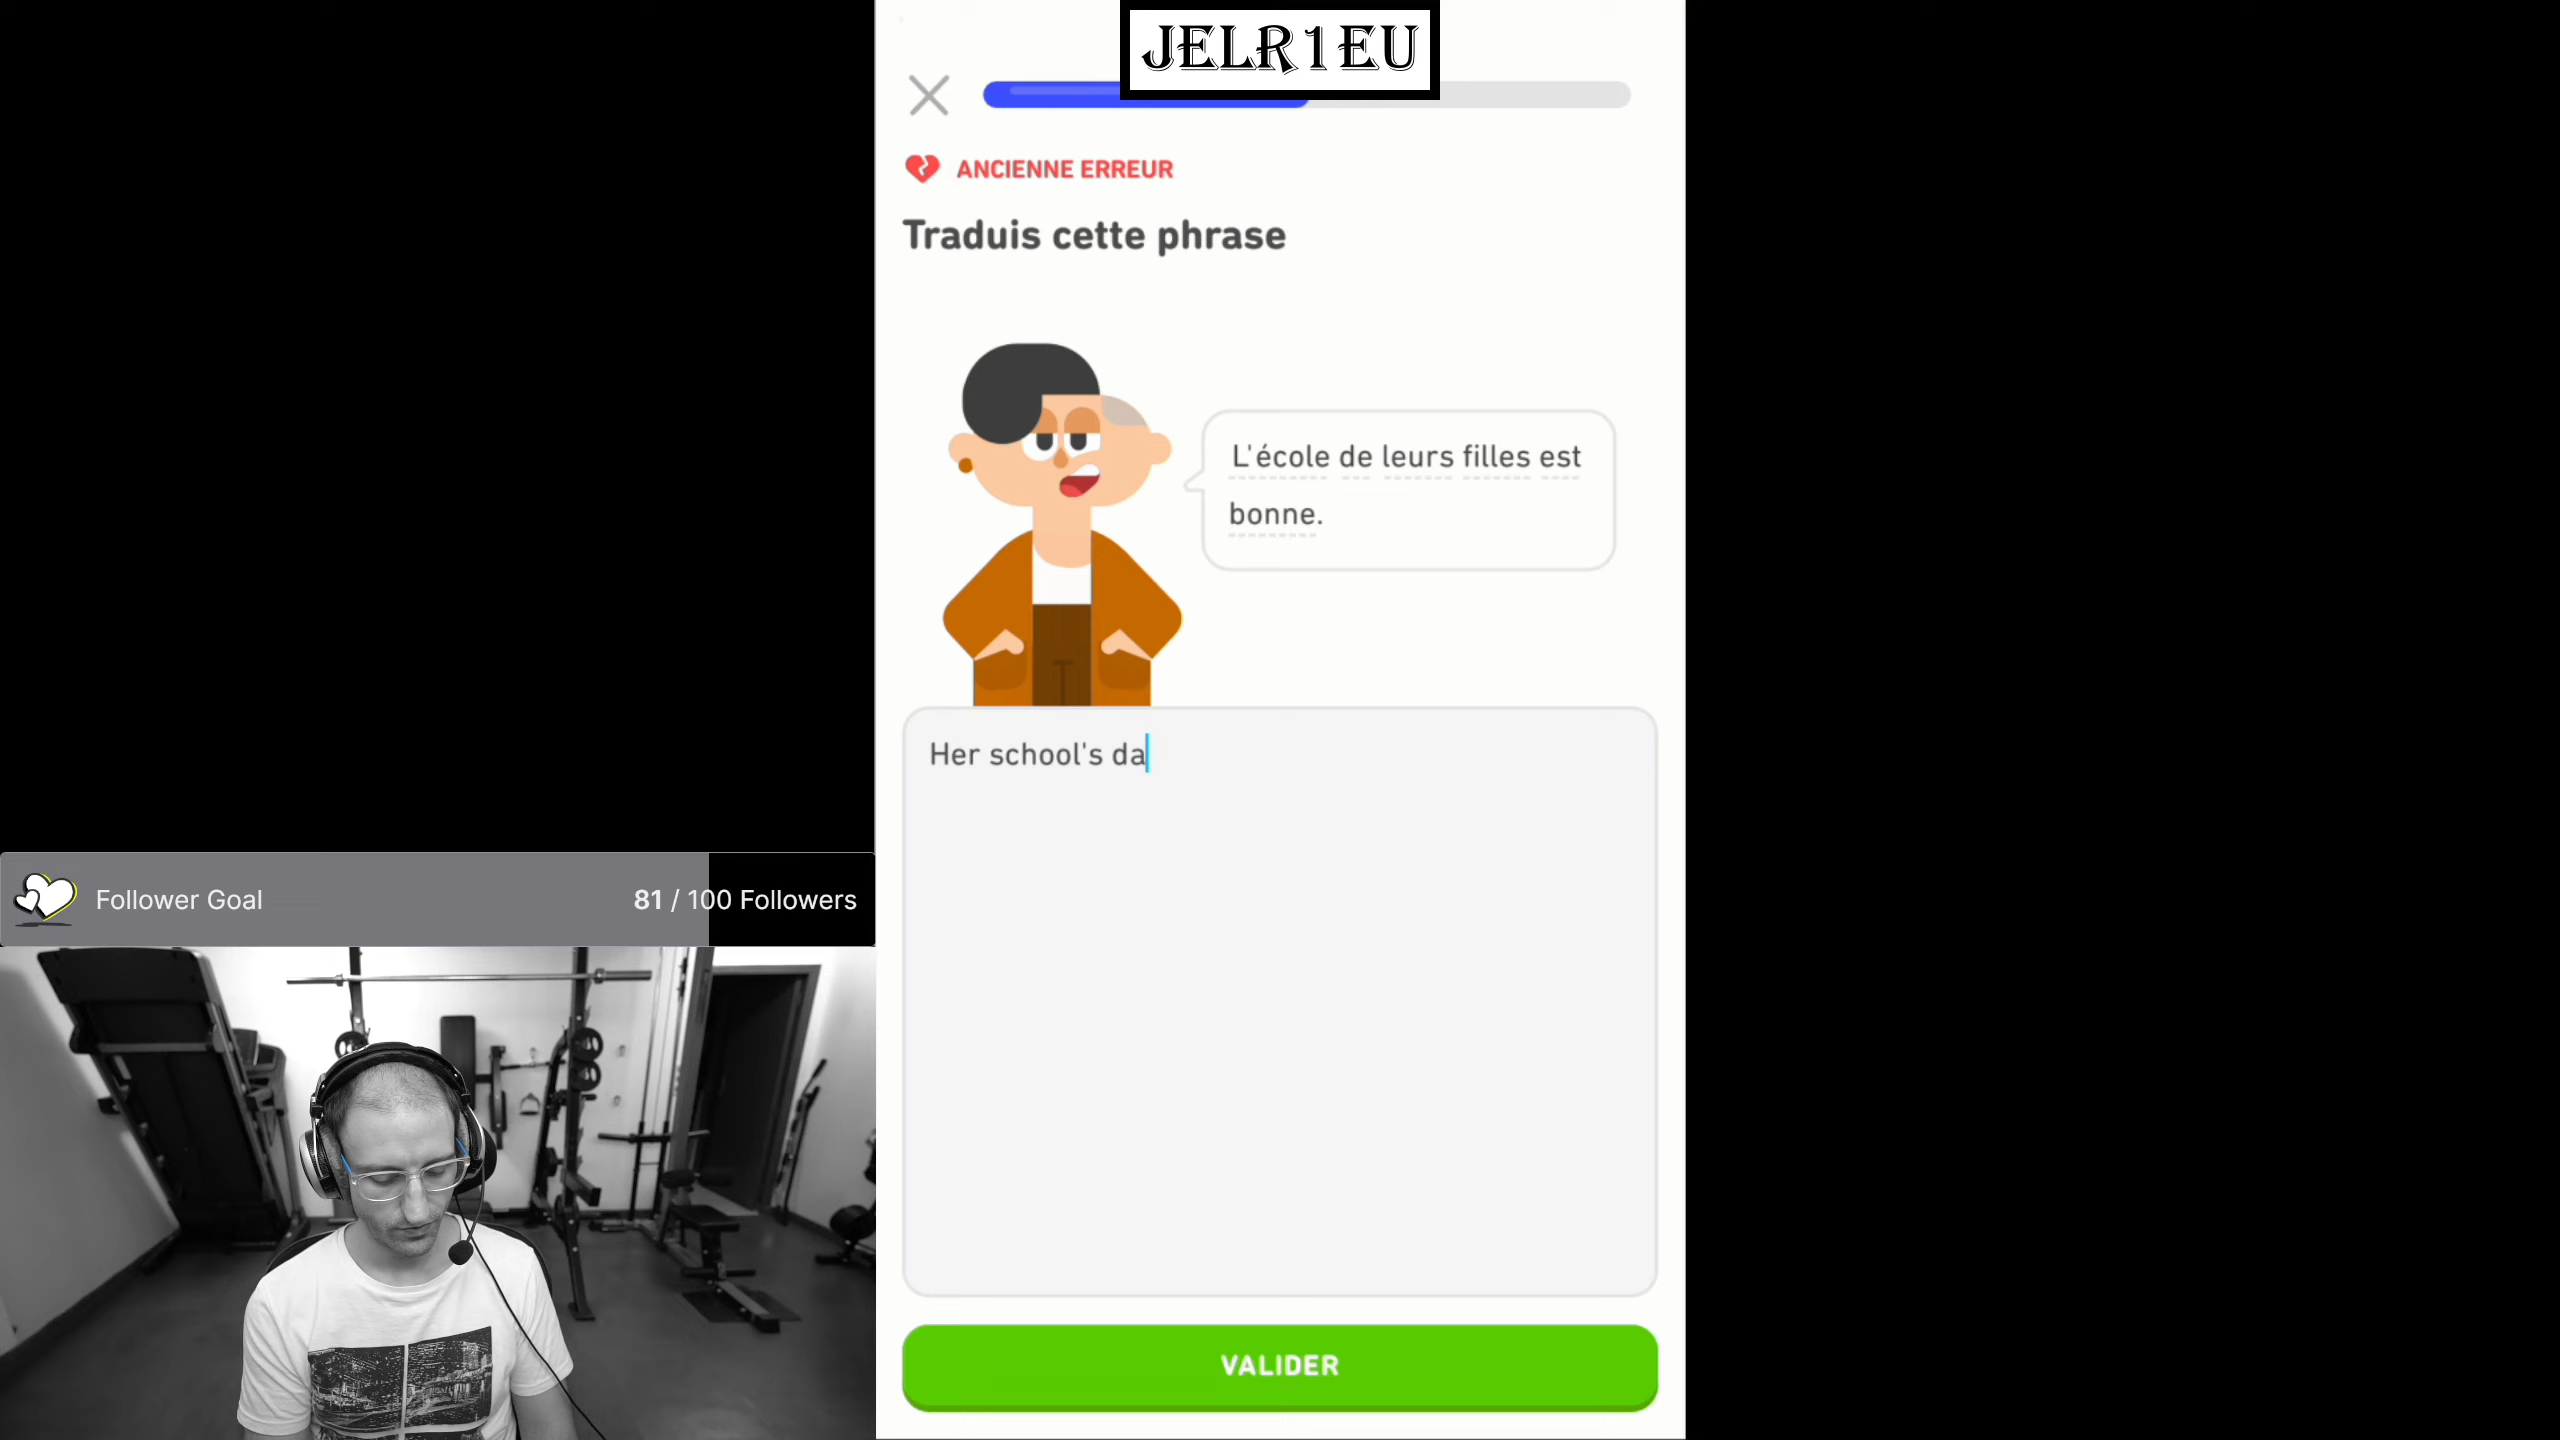 JELR1EU
ANCIENNE ERREUR
Traduis cette phrase
L'école de leurs filles est
bonne.
Her school's da
Follower Goal
81 / 100 Followers
VALIDER